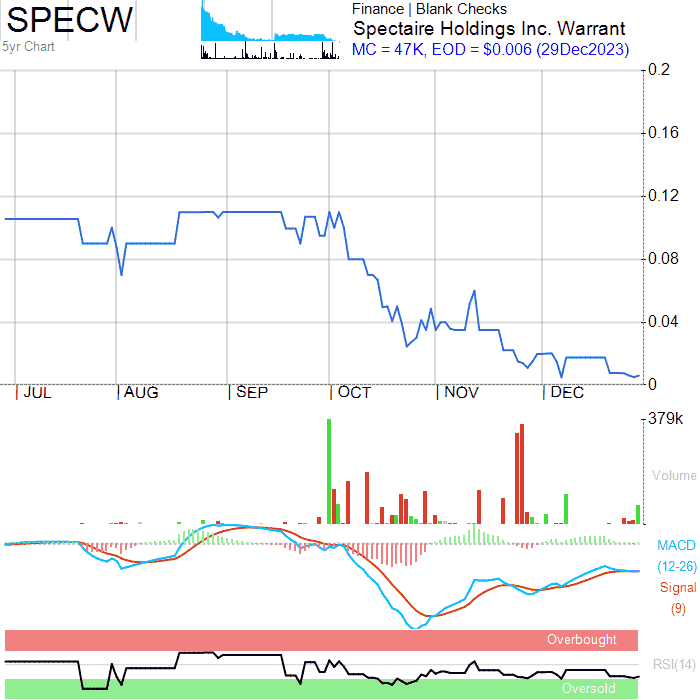 SPECW
5yr Chart
Finance | Blank Checks
Spectaire Holdings Inc. Warrant
MC = 47K, EOD = $0.006 (29Dec2023)
0.2
0.16
0.12
0.08
0.04
0
JUL AUG SEP OCT NOV DEC
379k
Volume
MACD
(12-26)
Signal
(9)
Overbought
RSI(14)
Oversold